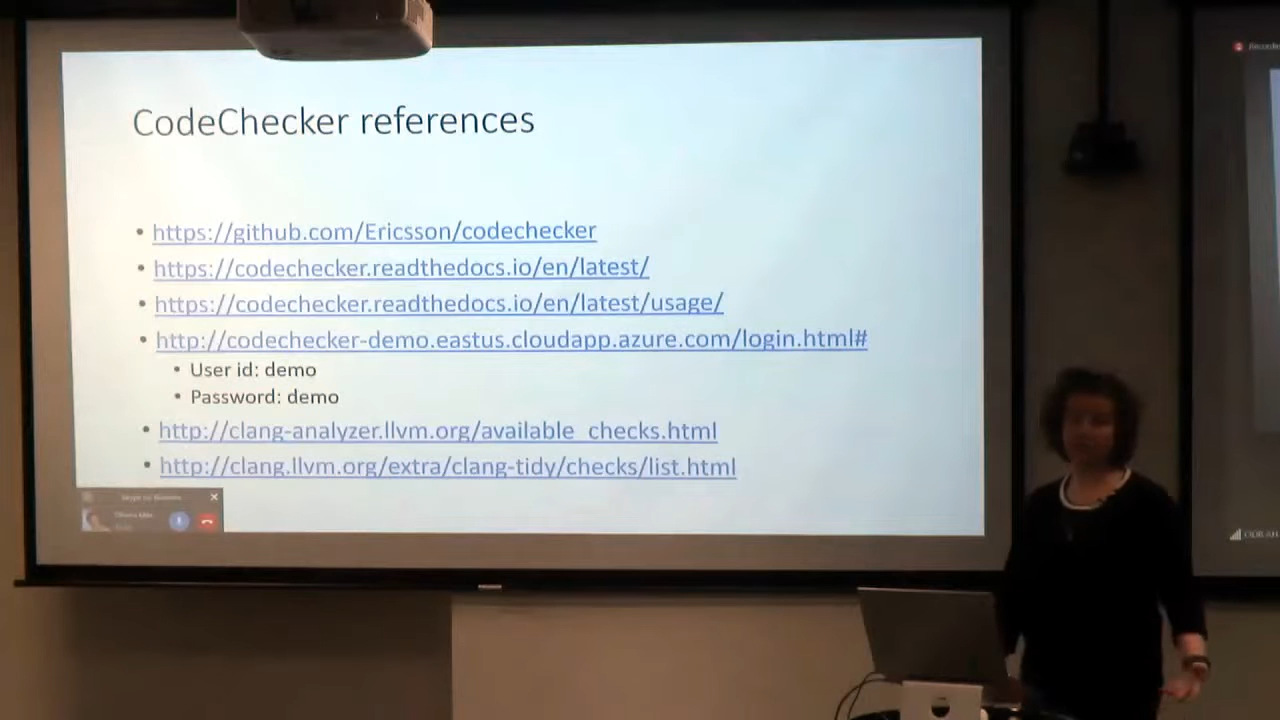 CodeChecker references
• https://github.com/Ericsson/codechecker
• https://codechecker.readthedocs.io/en/latest/
• https://codechecker.readthedocs.io/en/latest/usage/
• http://codechecker-demo.eastus.cloudapp.azure.com/login.html#
• User id: demo
• Password: demo
• http://clang-analyzer.llvm.org/available_checks.html
• http://clang.llvm.org/extra/clang-tidy/checks/list.html